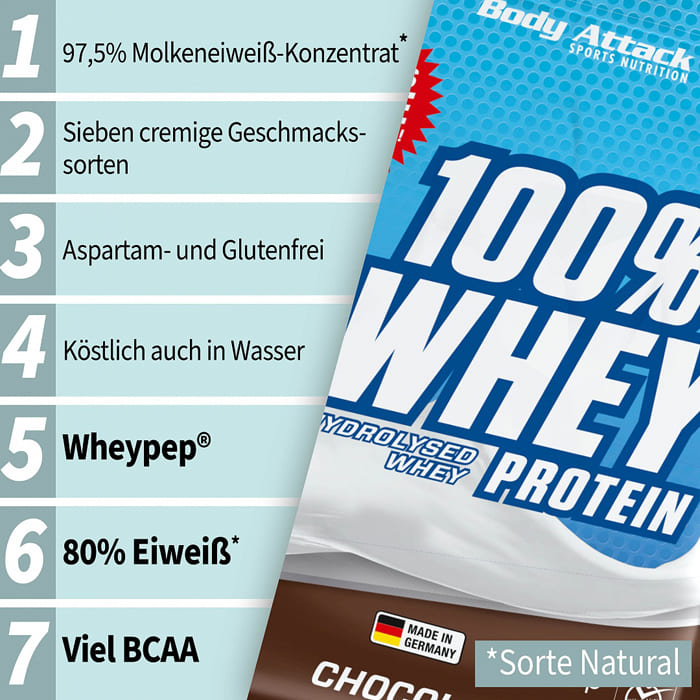 1 97,5% Molkeneiweiß-Konzentrat*
2 Sieben cremige Geschmacks-
sorten
3 Aspartam- und Glutenfrei
4 Köstlich auch in Wasser
5 Wheypep®
6 80% Eiweiß*
7 Viel BCAA
Body Attack
SPORTS NUTRITION
100%
WHEY
YDROLYSED
WHEY
PROTEIN
MADE IN
GERMANY
CHOCOL
*Sorte Natural